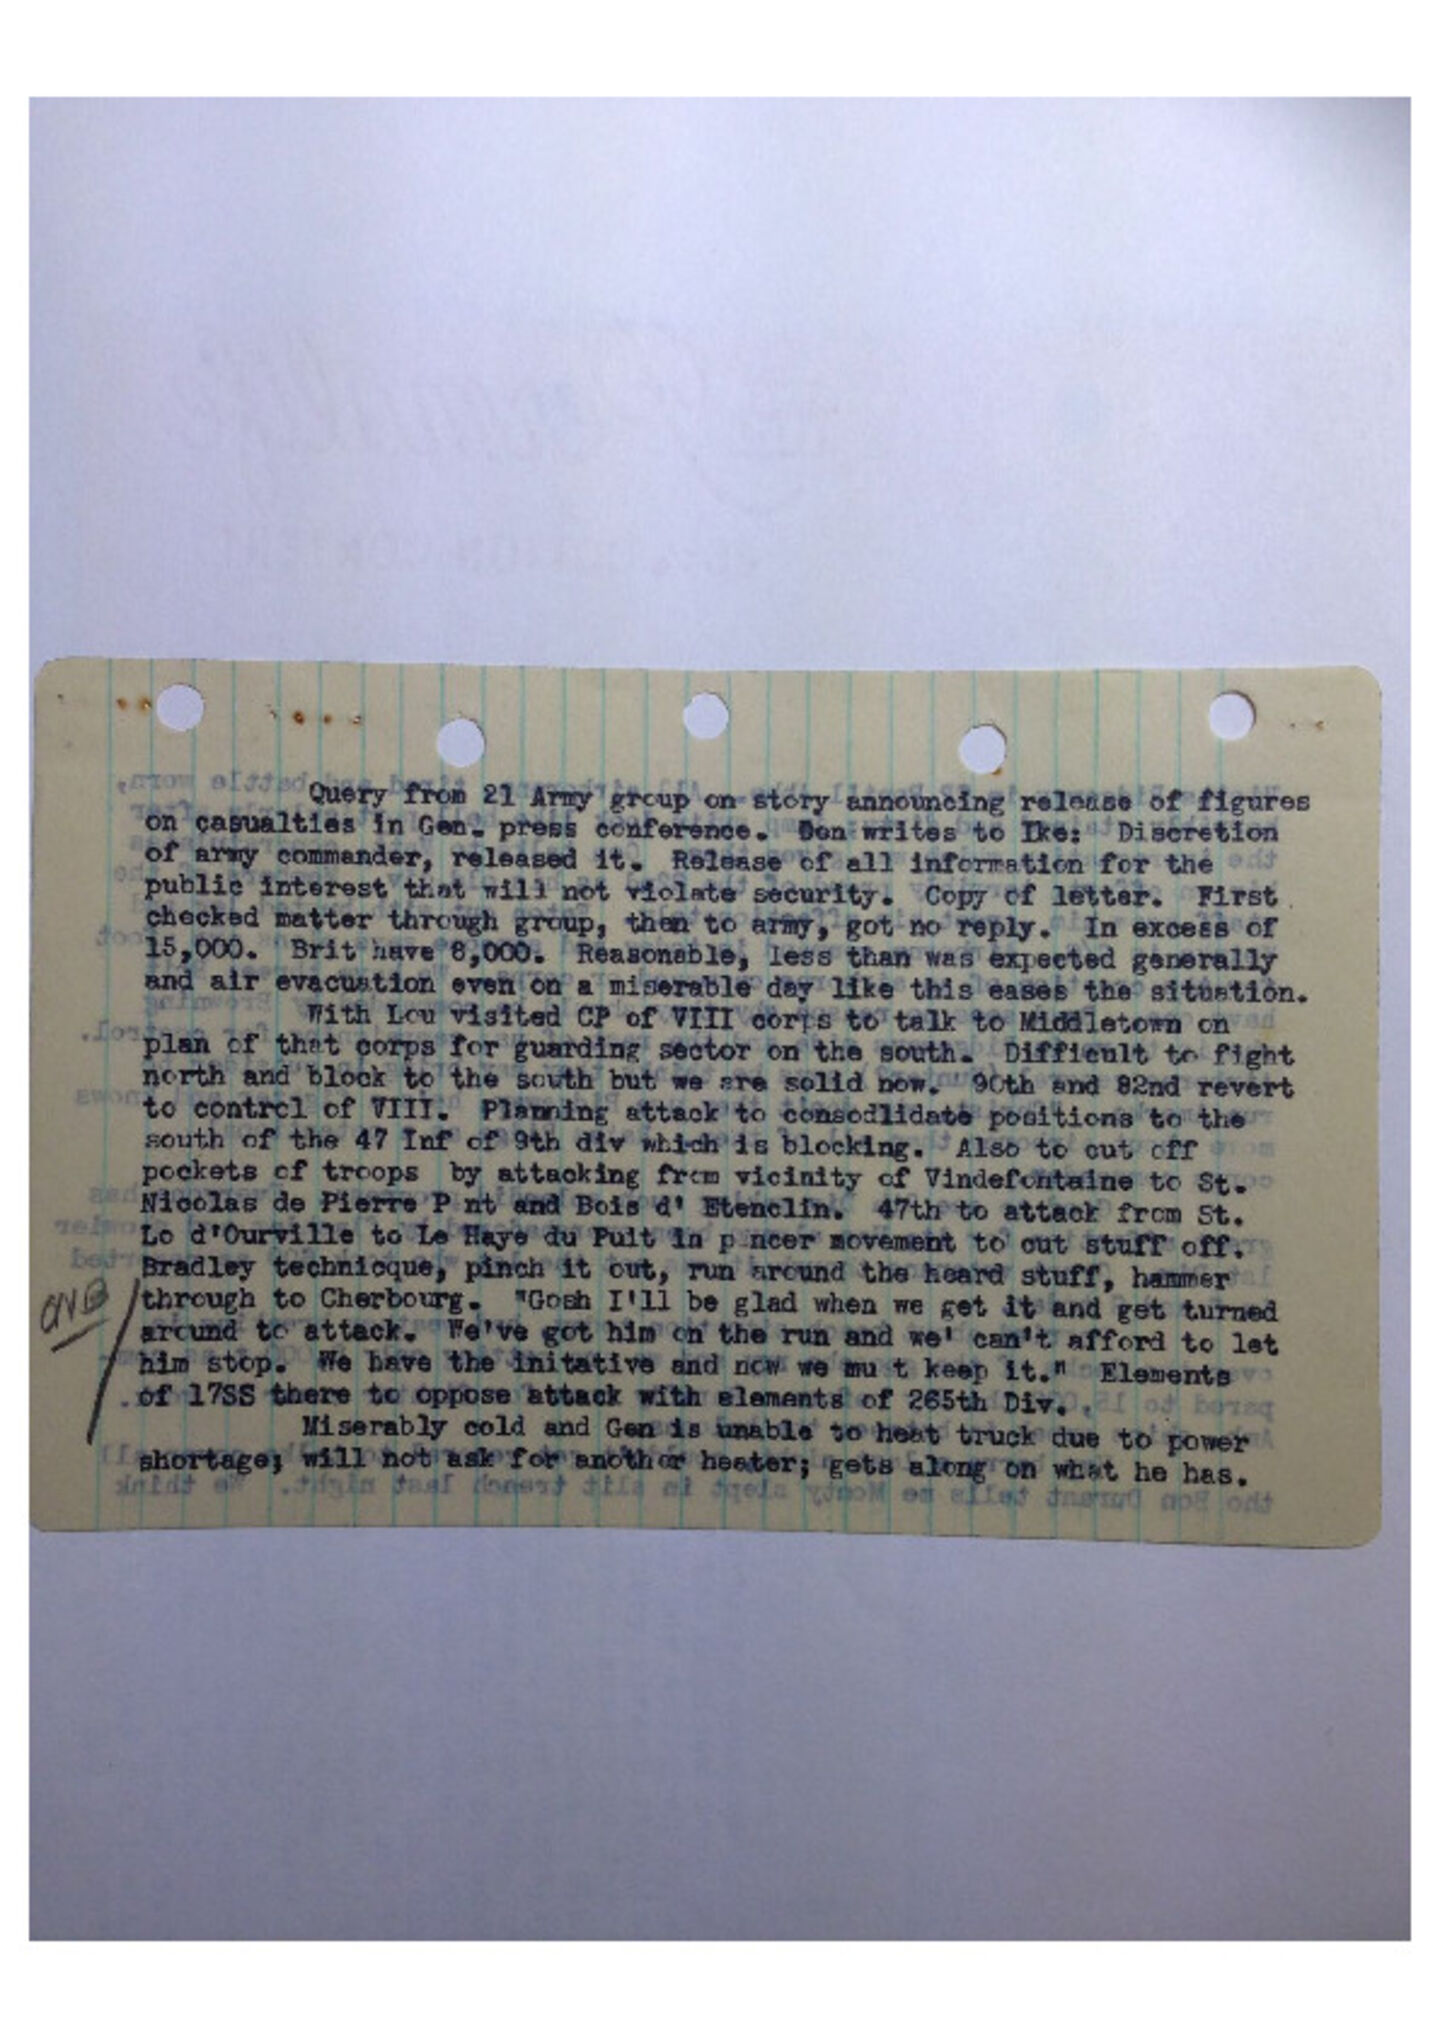 Query from 21 Army group on story announcing release of figures
on casualties in Gen. press conference. Gen writes to Ike: Discretion
of army commander, released it. Release of all information for the
public interest that will not violate security. Copy of letter. First
checked matter through group, then to army, got no reply. In excess of
15,000. Brit have 8,000. Reasonable, less than was expected generally
and air evacuation even on a miserable day like this eases the situation.
With Lou visited CP of VIII corps to talk to Middletown on
plan of that corps for guarding sector on the south. Difficult to fight
north and block to the south but we are solid now. 90th and 82nd revert
to control of VIII. Planning attack to consodlidate positions to the
south of the 47 Inf of 9th div which is blocking. Also to cut off
pockets of troops by attacking from vicinity of Vindefontaine to St.
Nicolas de Pierre P nt and Bois d' Etenclin. 47th to attack from St.
Lo d'Ourville to Le Haye du Puit in p ncer movement to cut stuff off.
Bradley technicque, pinch it out, run around the heard stuff, hammer
through to Cherbourg. "Gosh I'll be glad when we get it and get turned
around to attack. We've got him on the run and we' can't afford to let
him stop. We have the initative and now we mu t keep it." Elements
of 17SS there to oppose attack with elements of 265th Div.
Miserably cold and Gen is unable to heat truck due to power
shortage; will not ask for another heater; gets along on what he has.